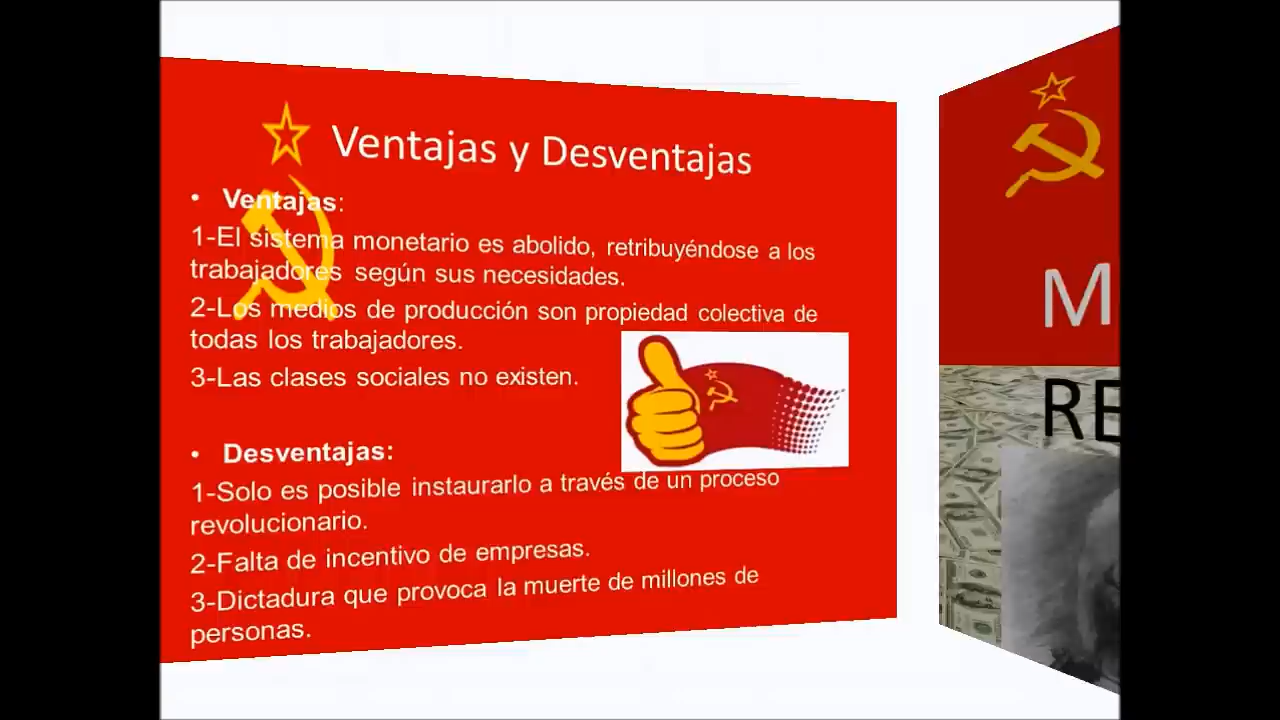 Ventajas y Desventajas
• Ventajas:
1-El sistema monetario es abolido, retribuyéndose a los
trabajadores según sus necesidades.
2-Los medios de producción son propiedad colectiva de
todas los trabajadores.
3-Las clases sociales no existen.
• Desventajas:
1-Solo es posible instaurarlo a través de un proceso
revolucionario.
2-Falta de incentivo de empresas.
3-Dictadura que provoca la muerte de millones de
personas.
M
RE